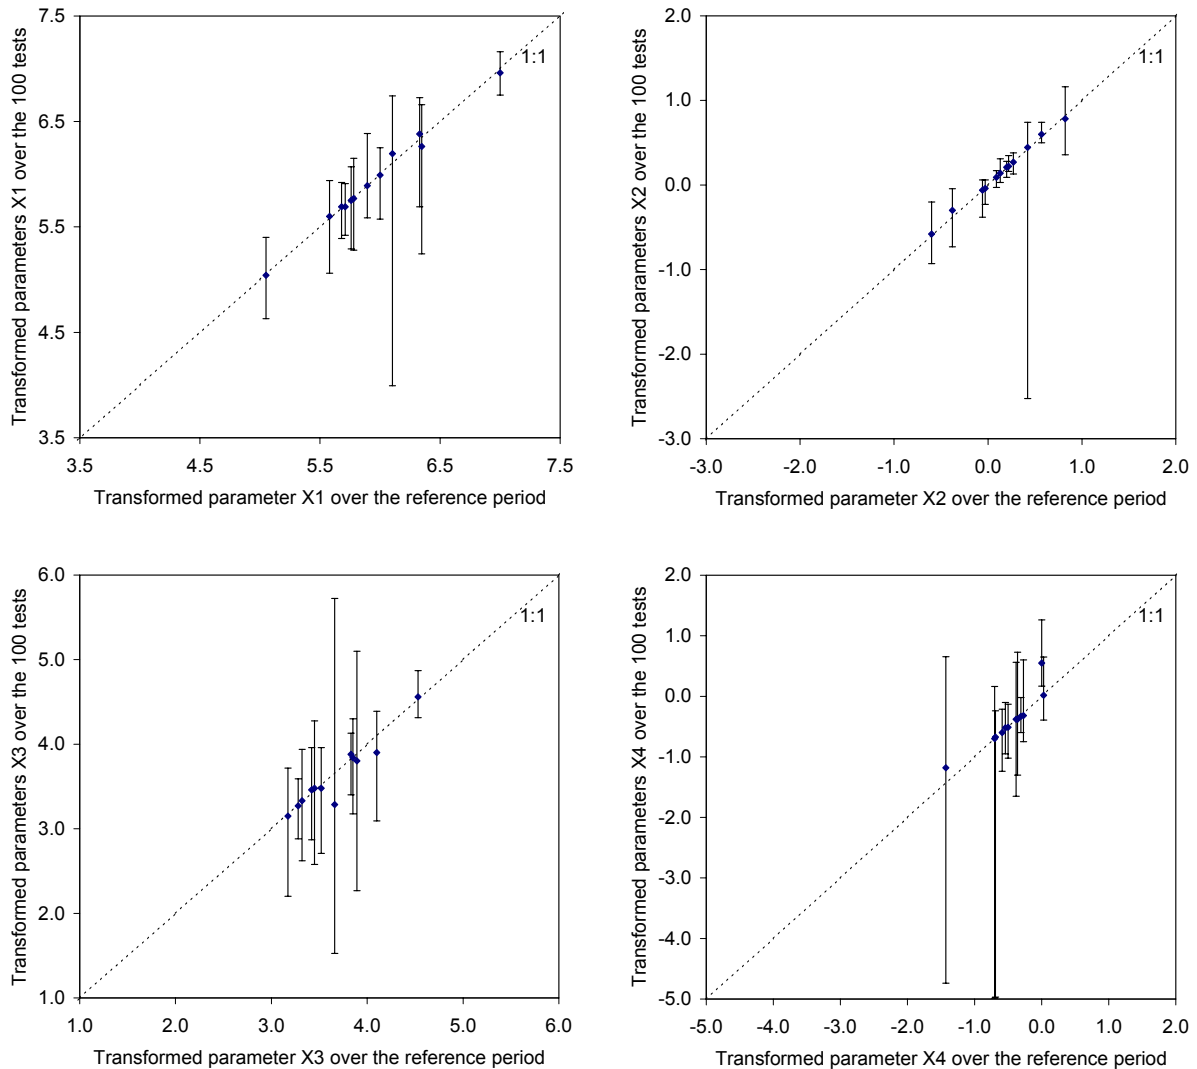 Transformed parameters X1 over the 100 tests
7.5
6.5
5.5
4.5
3.5
1:1
3.5 4.5 5.5 6.5 7.5
Transformed parameter X1 over the reference period
Transformed parameters X2 over the 100 tests
2.0
1.0
0.0
-1.0
-2.0
-3.0
1:1
-3.0 -2.0 -1.0 0.0 1.0 2.0
Transformed parameter X2 over the reference period
Transformed parameters X3 over the 100 tests
6.0
5.0
4.0
3.0
2.0
1.0
1:1
1.0 2.0 3.0 4.0 5.0 6.0
Transformed parameter X3 over the reference period
Transformed parameters X4 over the 100 tests
2.0
1.0
0.0
-1.0
-2.0
-3.0
-4.0
-5.0
1:1
-5.0 -4.0 -3.0 -2.0 -1.0 0.0 1.0 2.0
Transformed parameter X4 over the reference period